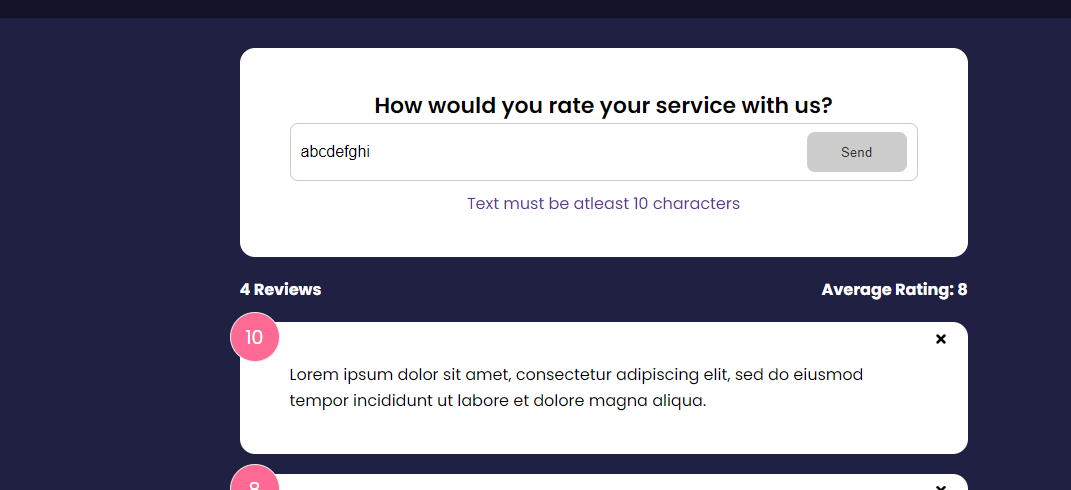 How would you rate your service with us?
abcdefghi Send
Text must be atleast 10 characters
4 Reviews Average Rating: 8
10
Lorem ipsum dolor sit amet, consectetur adipiscing elit, sed do eiusmod
tempor incididunt ut labore et dolore magna aliqua.
8